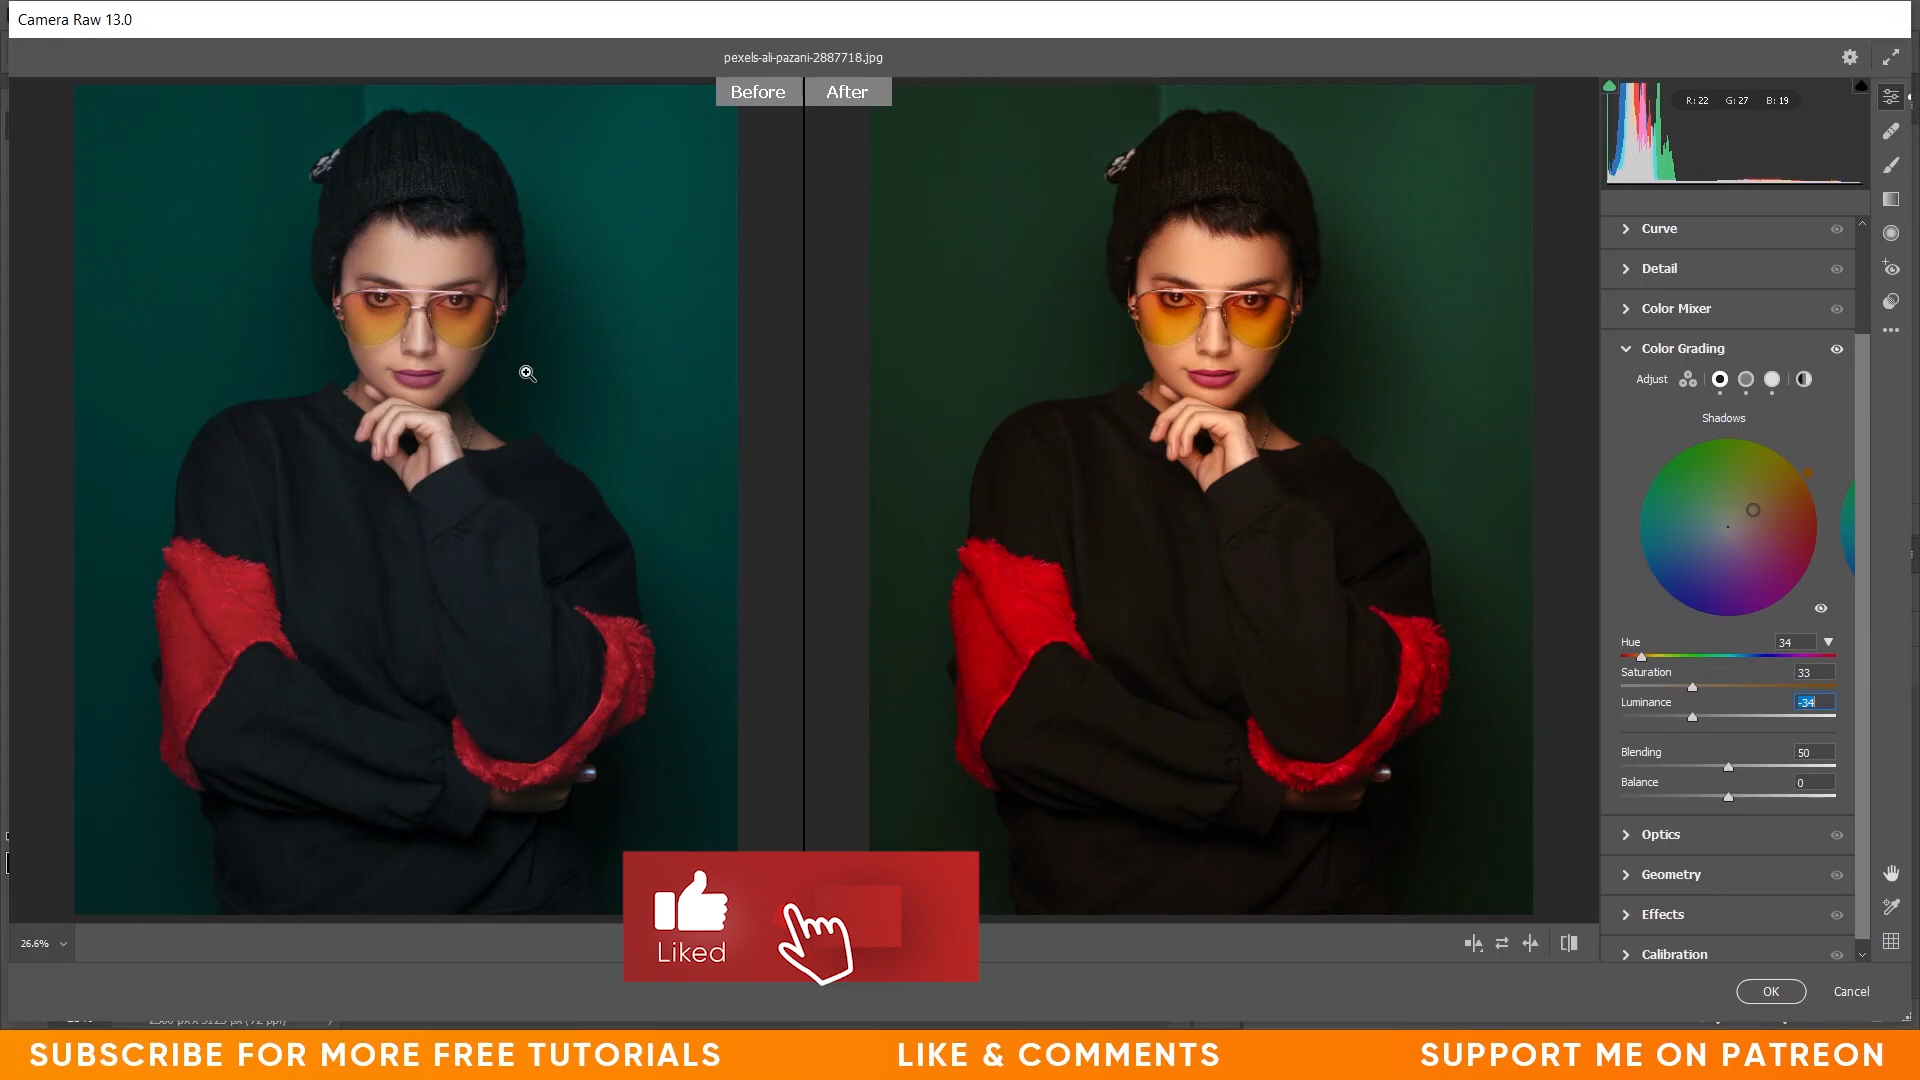 Camera Raw 13.0
pexels-ali-pazani-2887718.jpg
Before After
R: 22 G: 27 B: 19
Curve
Detail
Color Mixer
Color Grading
Adjust
Shadows
Hue 34
Saturation 33
Luminance -34
Blending 50
Balance 0
Optics
Geometry
Effects
Calibration
26.6%
Liked
OK Cancel
SUBSCRIBE FOR MORE FREE TUTORIALS LIKE & COMMENTS SUPPORT ME ON PATREON